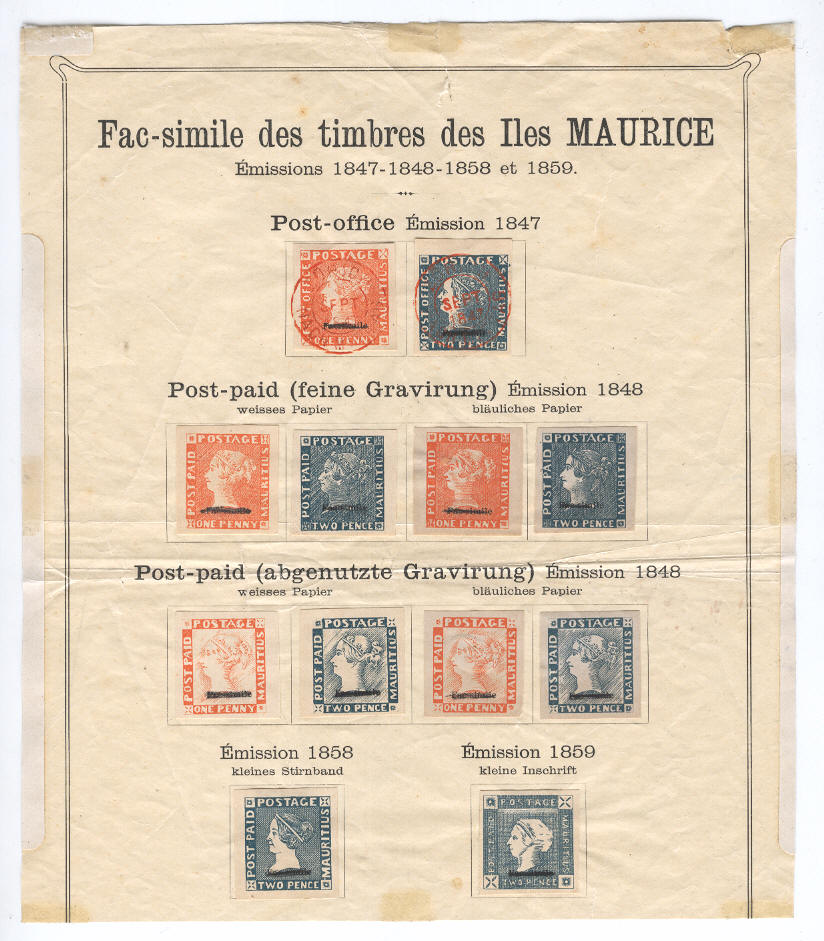 Fac-simile des timbres des Iles MAURICE
Émissions 1847-1848-1858 et 1859.
Post-office Émission 1847
POSTAGE
POST OFFICE
MAURITIUS
ONE PENNY
SEPT
Facsimile
POSTAGE
POST OFFICE
MAURITIUS
TWO PENCE
SEPT
Post-paid (feine Gravirung) Émission 1848
weisses Papier
bläuliches Papier
POSTAGE
POST PAID
MAURITIUS
ONE PENNY
Facsimile
POSTAGE
POST PAID
MAURITIUS
TWO PENCE
Facsimile
POSTAGE
POST PAID
MAURITIUS
ONE PENNY
Facsimile
POSTAGE
POST PAID
MAURITIUS
TWO PENCE
Facsimile
Post-paid (abgenutzte Gravirung) Émission 1848
weisses Papier
bläuliches Papier
POSTAGE
POST PAID
MAURITIUS
ONE PENNY
Facsimile
POSTAGE
POST PAID
MAURITIUS
TWO PENCE
POSTAGE
POST PAID
MAURITIUS
ONE PENNY
Facsimile
POSTAGE
POST PAID
MAURITIUS
TWO PENCE
Émission 1858
kleines Stirnband
Émission 1859
kleine Inschrift
POSTAGE
POST PAID
MAURITIUS
TWO PENCE
POSTAGE
POST PAID
MAURITIUS
TWO PENCE